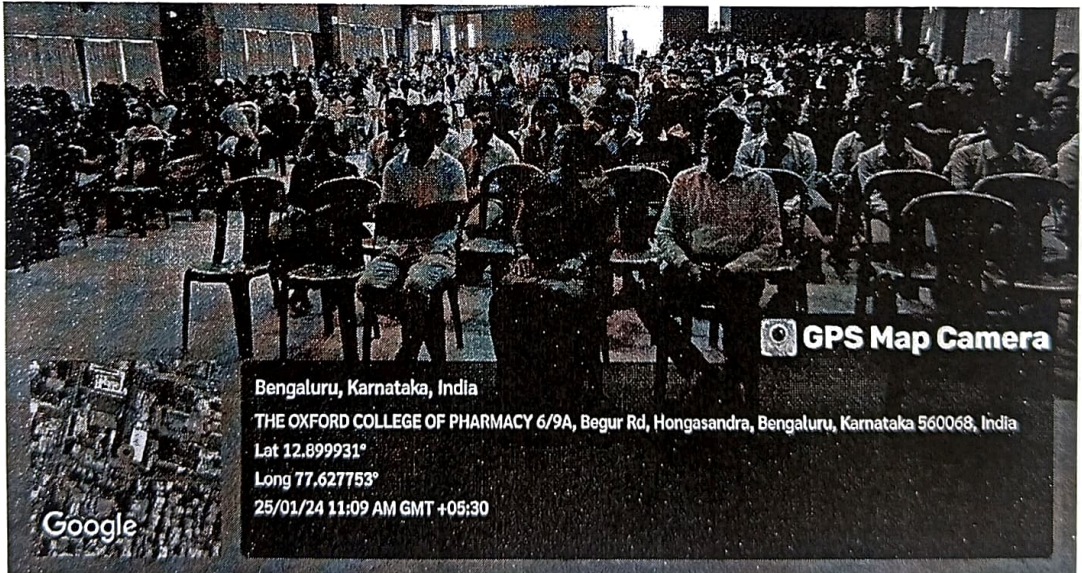 GPS Map Camera
Bengaluru, Karnataka, India
THE OXFORD COLLEGE OF PHARMACY 6/9A, Begur Rd, Hongasandra, Bengaluru, Karnataka 560068, India
Lat 12.899931°
Long 77.627753°
25/01/24 11:09 AM GMT +05:30
Google